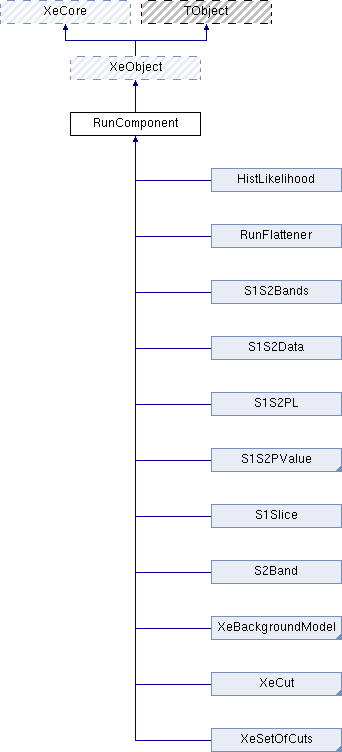 XeCore
TObject
XeObject
RunComponent
HistLikelihood
RunFlattener
S1S2Bands
S1S2Data
S1S2PL
S1S2PValue
S1Slice
S2Band
XeBackgroundModel
XeCut
XeSetOfCuts